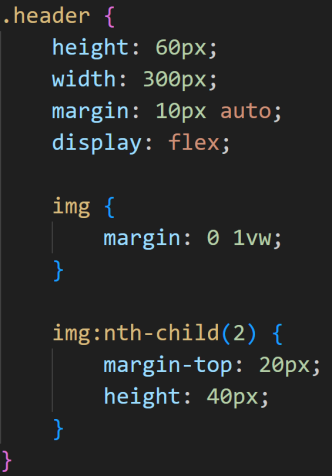 .header {
    height: 60px;
    width: 300px;
    margin: 10px auto;
    display: flex;

    img {
        margin: 0 1vw;
    }

    img:nth-child(2) {
        margin-top: 20px;
        height: 40px;
    }
}